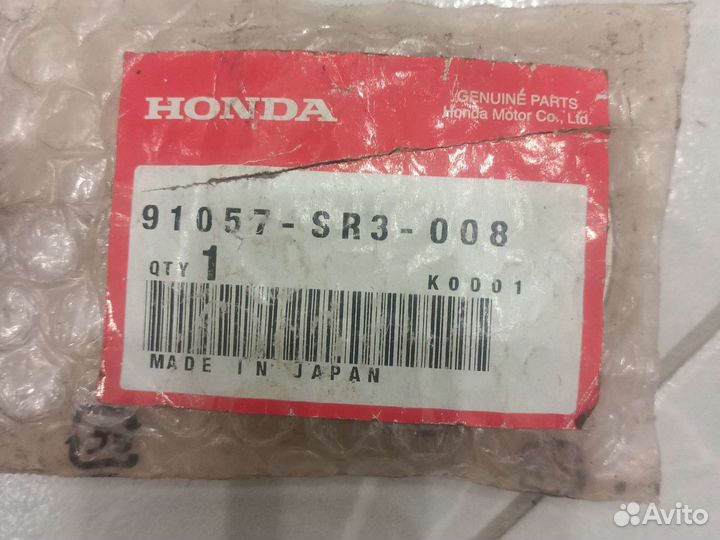 HONDA
GENUINE PARTS
Honda Motor Co., Ltd.
91057-SR3-008
QTY 1
K0001
MADE IN JAPAN
Avito